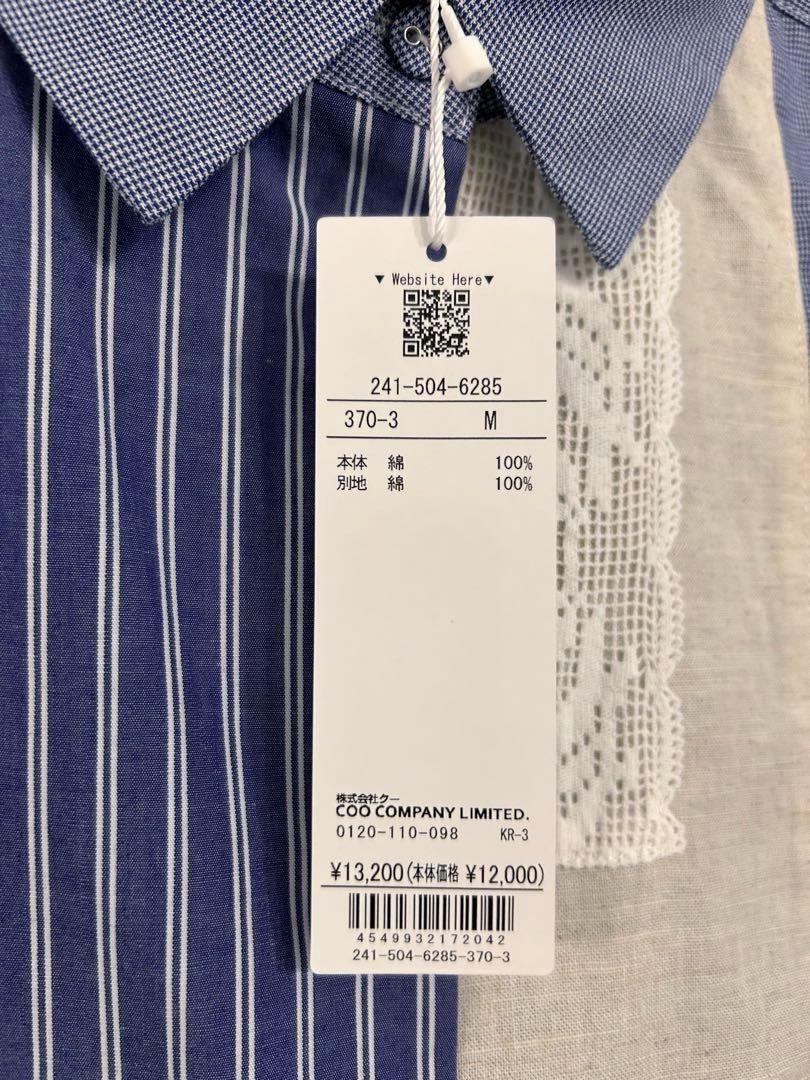 ▼ Website Here▼
241-504-6285
370-3 M
本体 綿 100%
別地 綿 100%
株式会社クー
COO COMPANY LIMITED.
0120-110-098 KR-3
¥13,200(本体価格 ¥12,000)
4549932172042
241-504-6285-370-3